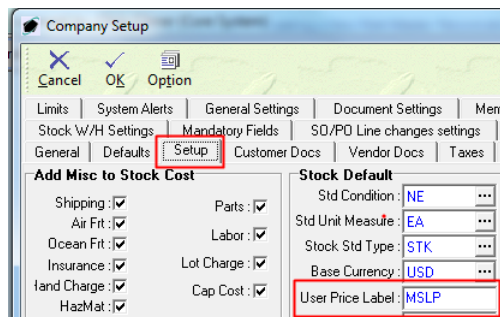 Company Setup
Cancel OK Option
Limits System Alerts General Settings Document Settings
Stock W/H Settings Mandatory Fields SO/PO Line changes settings
General Defaults Setup Customer Docs Vendor Docs Taxes
Add Misc to Stock Cost
Shipping :
Air Frt :
Ocean Frt :
Insurance :
Hand Charge :
HazMat :
Parts :
Labor :
Lot Charge :
Cap Cost :
Stock Default
Std Condition : NE ...
Std Unit Measure : EA ...
Stock Std Type : STK ...
Base Currency : USD ...
User Price Label : MSLP